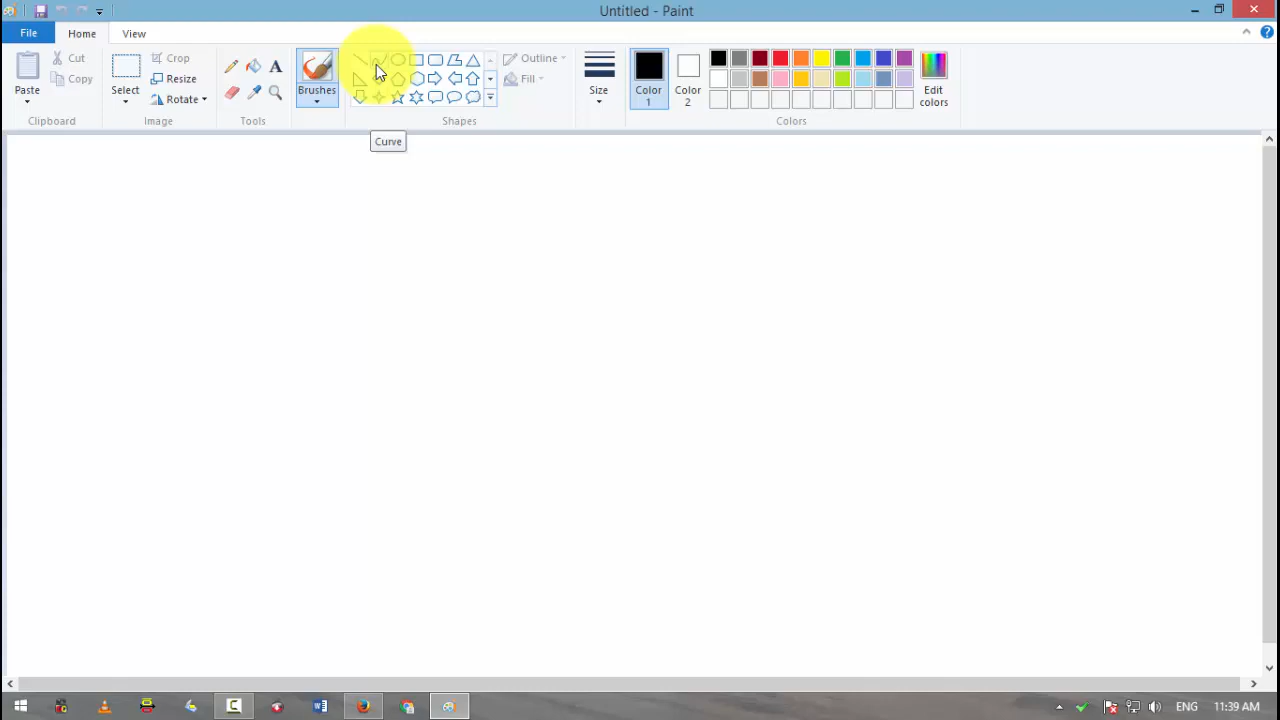 Untitled - Paint
File Home View
Cut
Copy
Paste
Clipboard
Crop
Resize
Rotate
Select
Image
A
Tools
Brushes
Shapes
Outline
Fill
Size
Color 1
Color 2
Edit colors
Colors
Curve
ENG 11:39 AM